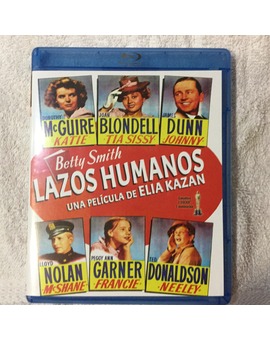 DOROTHY
McGUIRE
KATIE
JOAN
BLONDELL
TIA SISSY
JAMES
DUNN
JOHNNY
Betty Smith
LAZOS HUMANOS
UNA PELÍCULA DE ELIA KAZAN
LLOYD
NOLAN
McSHANE
PEGGY ANN
GARNER
FRANCIE
TED
DONALDSON
NEELEY